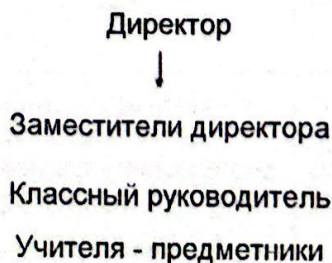 Директор
Заместители директора
Классный руководитель
Учителя - предметники